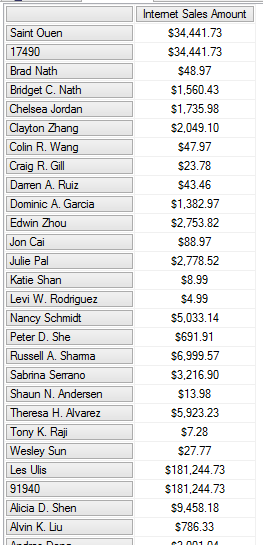 Internet Sales Amount
Saint Ouen $34,441.73
17490 $34,441.73
Brad Nath $48.97
Bridget C. Nath $1,560.43
Chelsea Jordan $1,735.98
Clayton Zhang $2,049.10
Colin R. Wang $47.97
Craig R. Gill $23.78
Darren A. Ruiz $43.46
Dominic A. Garcia $1,382.97
Edwin Zhou $2,753.82
Jon Cai $88.97
Julie Pal $2,778.52
Katie Shan $8.99
Levi W. Rodriguez $4.99
Nancy Schmidt $5,033.14
Peter D. She $691.91
Russell A. Sharma $6,999.57
Sabrina Serrano $3,216.90
Shaun N. Andersen $13.98
Theresa H. Alvarez $5,923.23
Tony K. Raji $7.28
Wesley Sun $27.77
Les Ulis $181,244.73
91940 $181,244.73
Alicia D. Shen $9,458.18
Alvin K. Liu $786.33